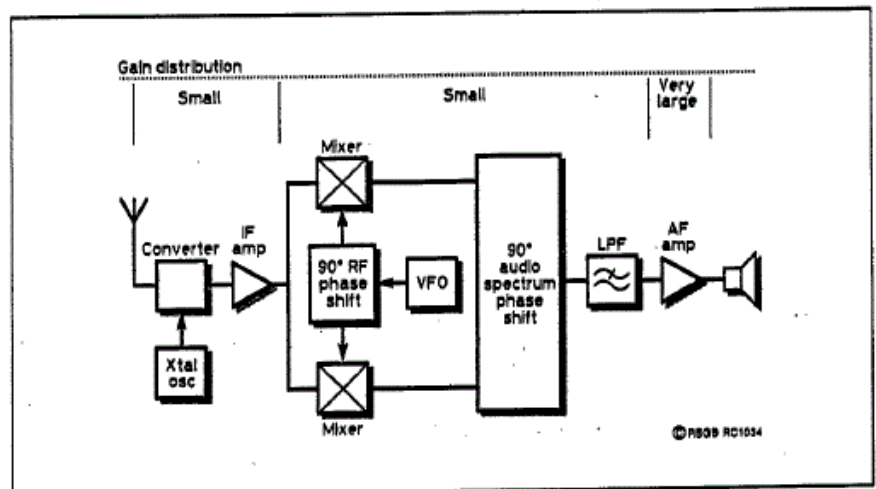 Gain distribution
Small
Small
Very
large
Mixer
Converter
IF
amp
90° RF
phase
shift
VFO
90°
audio
spectrum
phase
shift
LPF
AF
amp
Xtal
osc
Mixer
© RSGB RC1034